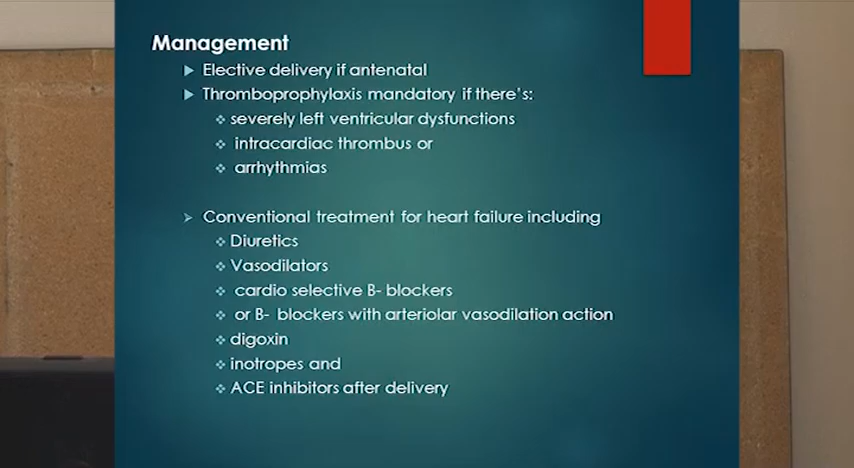 Management
Elective delivery if antenatal
Thromboprophylaxis mandatory if there's:
severely left ventricular dysfunctions
intracardiac thrombus or
arrhythmias
Conventional treatment for heart failure including
Diuretics
Vasodilators
cardio selective B- blockers
or B- blockers with arteriolar vasodilation action
digoxin
inotropes and
ACE inhibitors after delivery